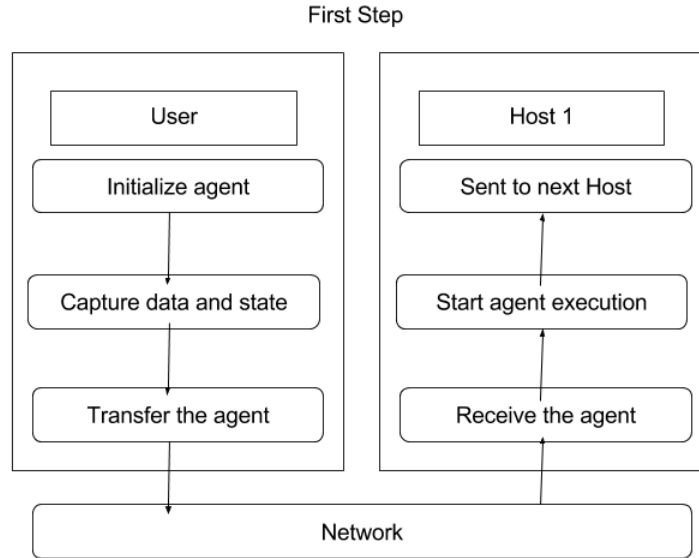 First Step
User
Initialize agent
Capture data and state
Transfer the agent
Host 1
Sent to next Host
Start agent execution
Receive the agent
Network